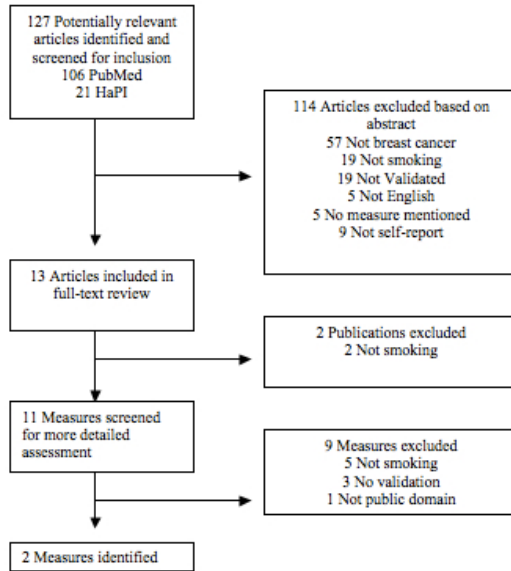 127 Potentially relevant
articles identified and
screened for inclusion
106 PubMed
21 HaPI
114 Articles excluded based on
abstract
57 Not breast cancer
19 Not smoking
19 Not Validated
5 Not English
5 No measure mentioned
9 Not self-report
13 Articles included in
full-text review
2 Publications excluded
2 Not smoking
11 Measures screened
for more detailed
assessment
9 Measures excluded
5 Not smoking
3 No validation
1 Not public domain
2 Measures identified